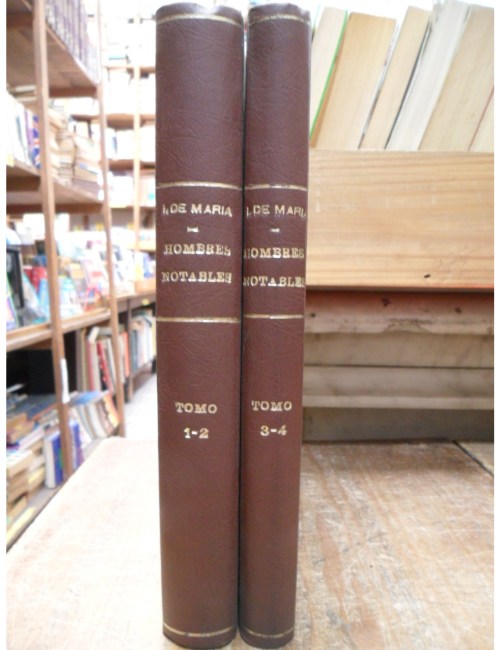 I. DE MARIA
HOMBRES
NOTABLES
TOMO
1-2
I. DE MARIA
HOMBRES
NOTABLES
TOMO
3-4